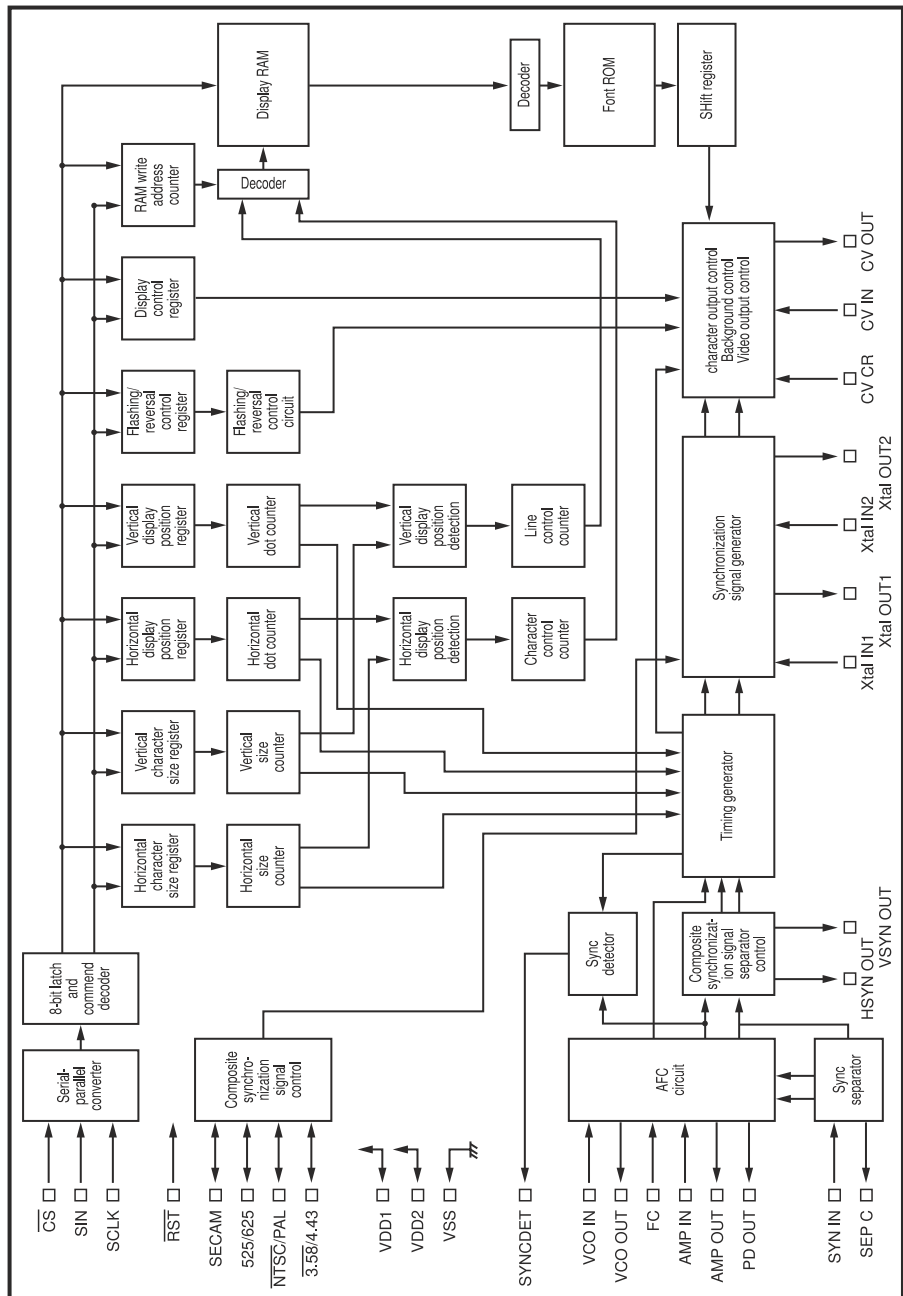 CS
SIN
SCLK
RST
SECAM
525/625
NTSC/PAL
3.58/4.43
VDD1
VDD2
VSS
SYNCDET
VCO IN
VCO OUT
FC
AMP IN
AMP OUT
PD OUT
SYN IN
SEP C
Serial-
parallel
converter
8-bit latch
and
commend
decoder
Composite
synchro-
nization
signal
control
AFC
circuit
Sync
separator
Horizontal
character
size register
Vertical
character
size register
Horizontal
display
position
register
Vertical
display
position
register
Flashing/
reversal
control
register
Display
control
register
RAM write
address
counter
Horizontal
size
counter
Vertical
size
counter
Horizontal
dot counter
Vertical
dot counter
Flashing/
reversal
control
circuit
Decoder
Display RAM
Horizontal
display
position
detection
Vertical
display
position
detection
Character
control
counter
Line
control
counter
Decoder
Font ROM
SHift register
Sync
detector
Composite
synchronizat-
ion signal
separator
control
Timing generator
Synchronization
signal generator
character output control
Background control
Video output control
HSYN OUT
VSYN OUT
Xtal IN1
Xtal OUT1
Xtal IN2
Xtal OUT2
CV CR
CV IN
CV OUT